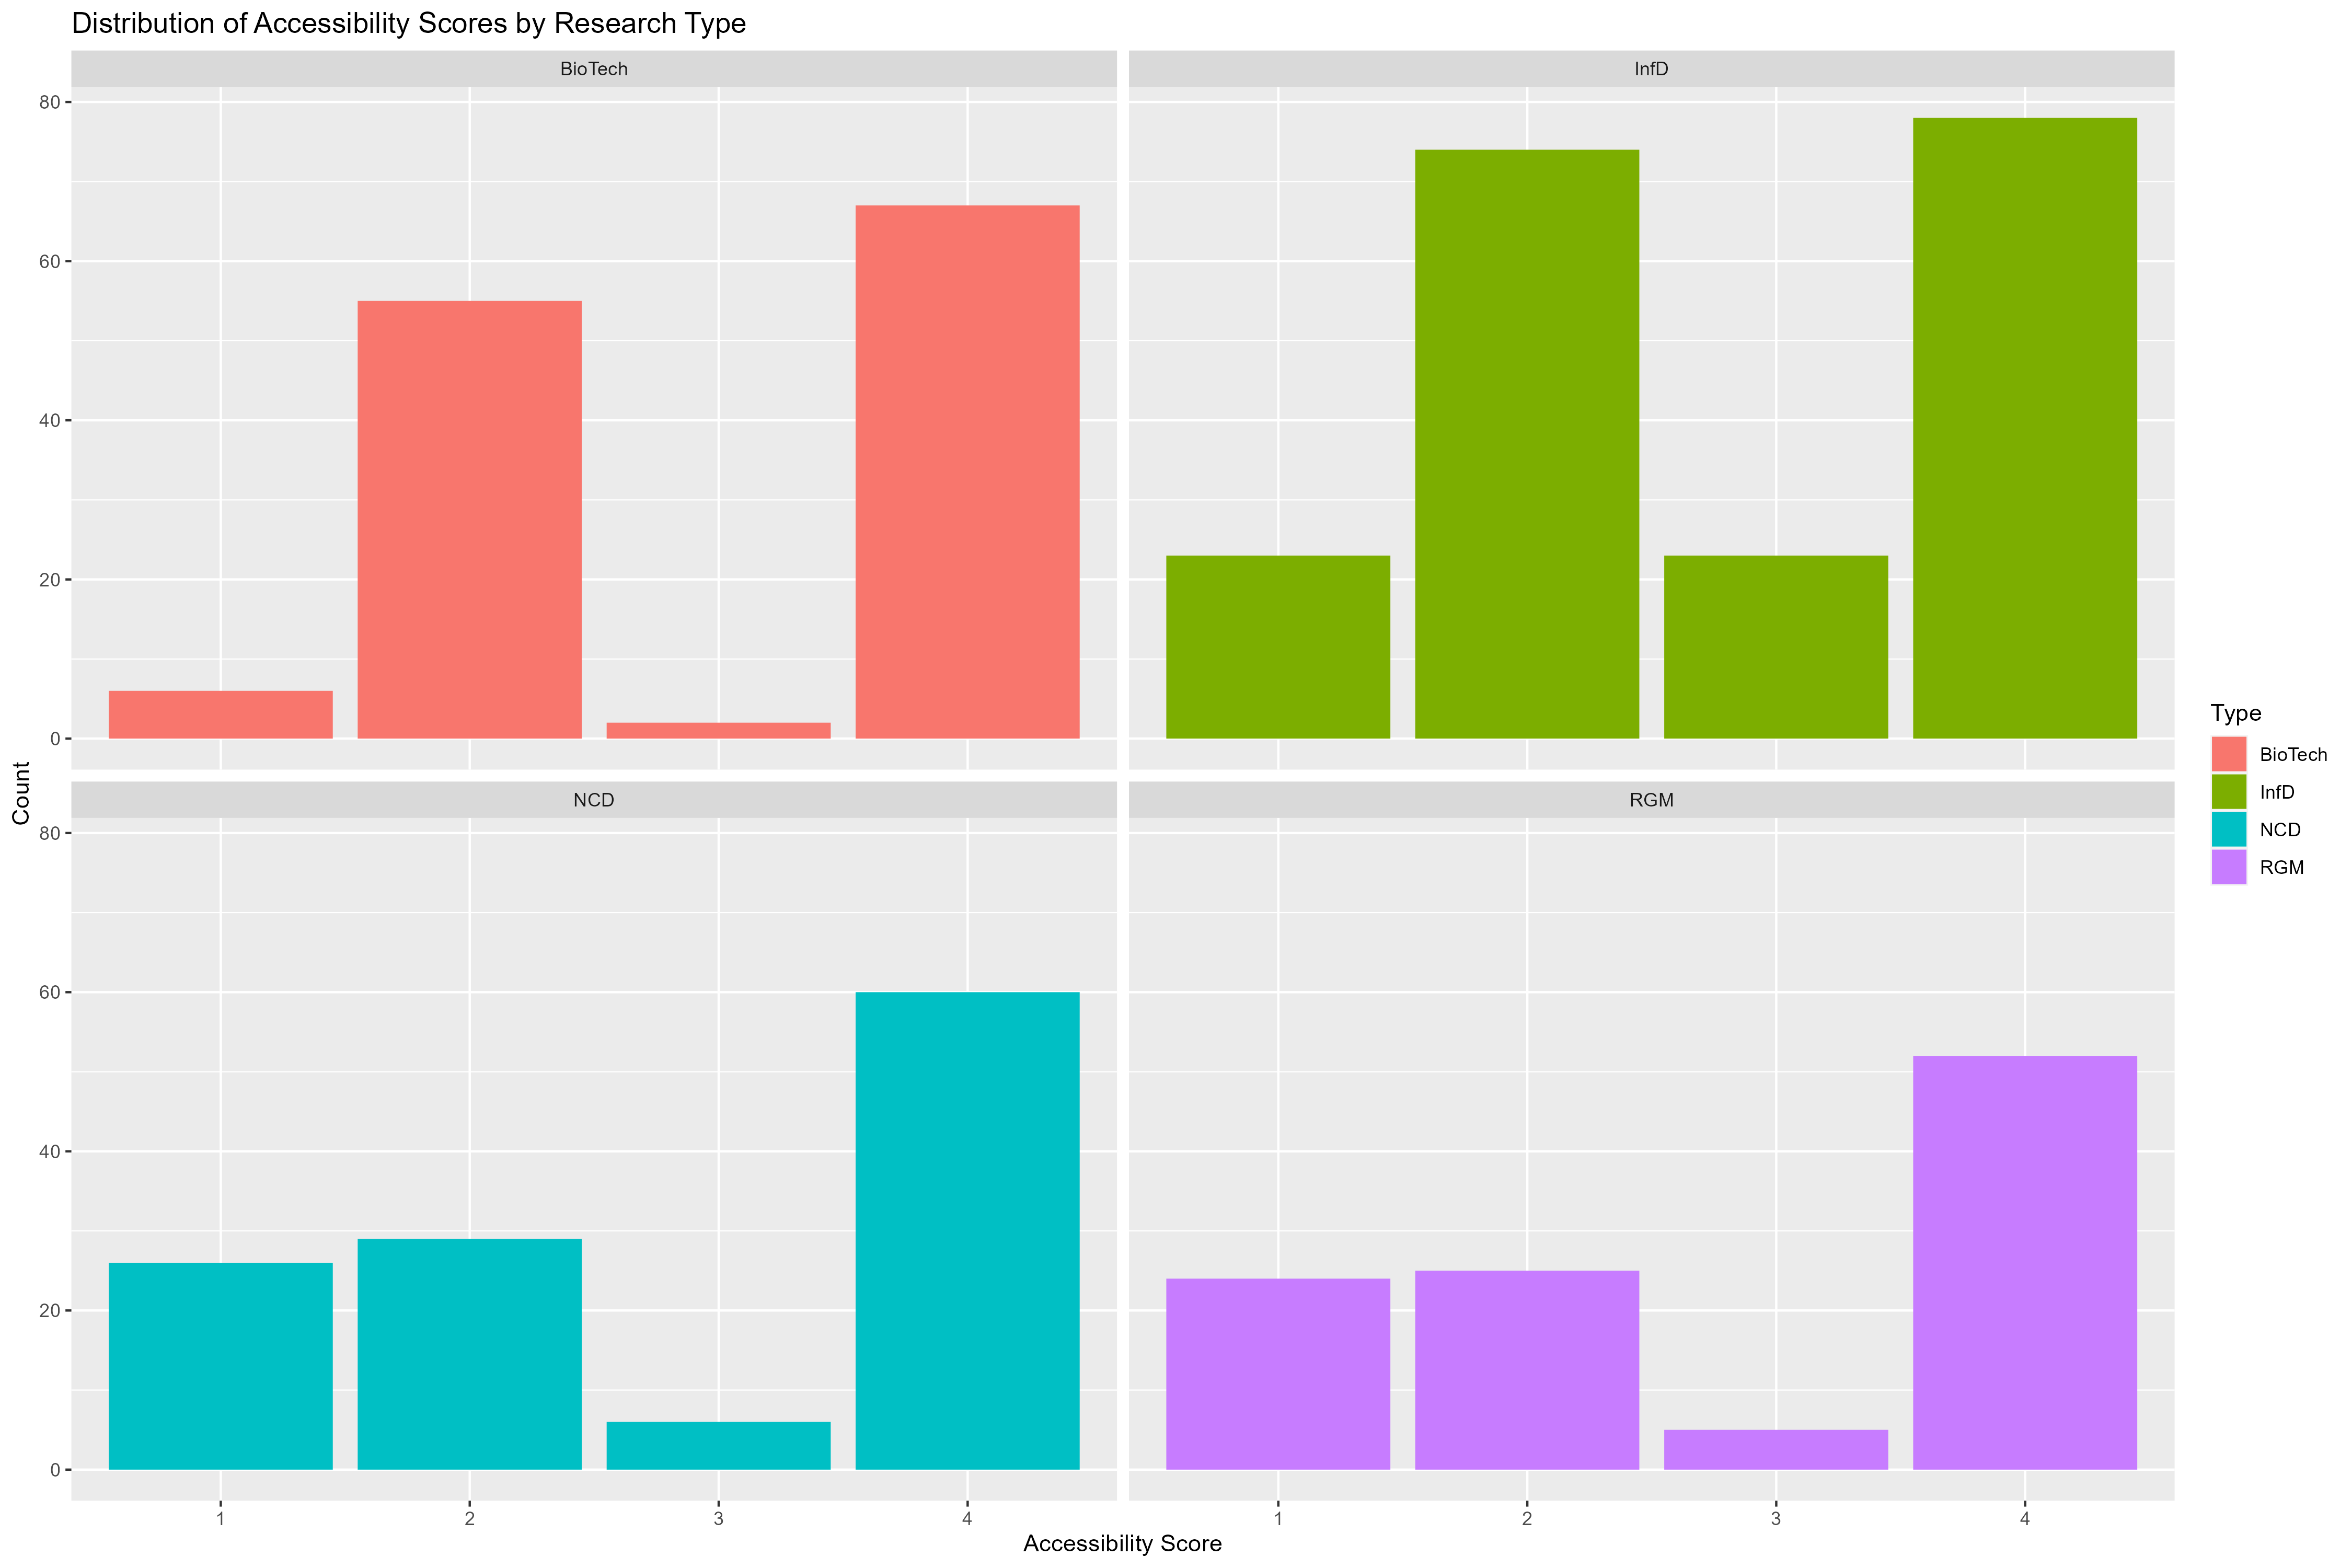 Distribution of Accessibility Scores by Research Type
BioTech
InfD
80
60
40
20
0
NCD
RGM
80
60
40
20
0
Count
1
2
3
4
1
2
3
4
Accessibility Score
Type
BioTech
InfD
NCD
RGM